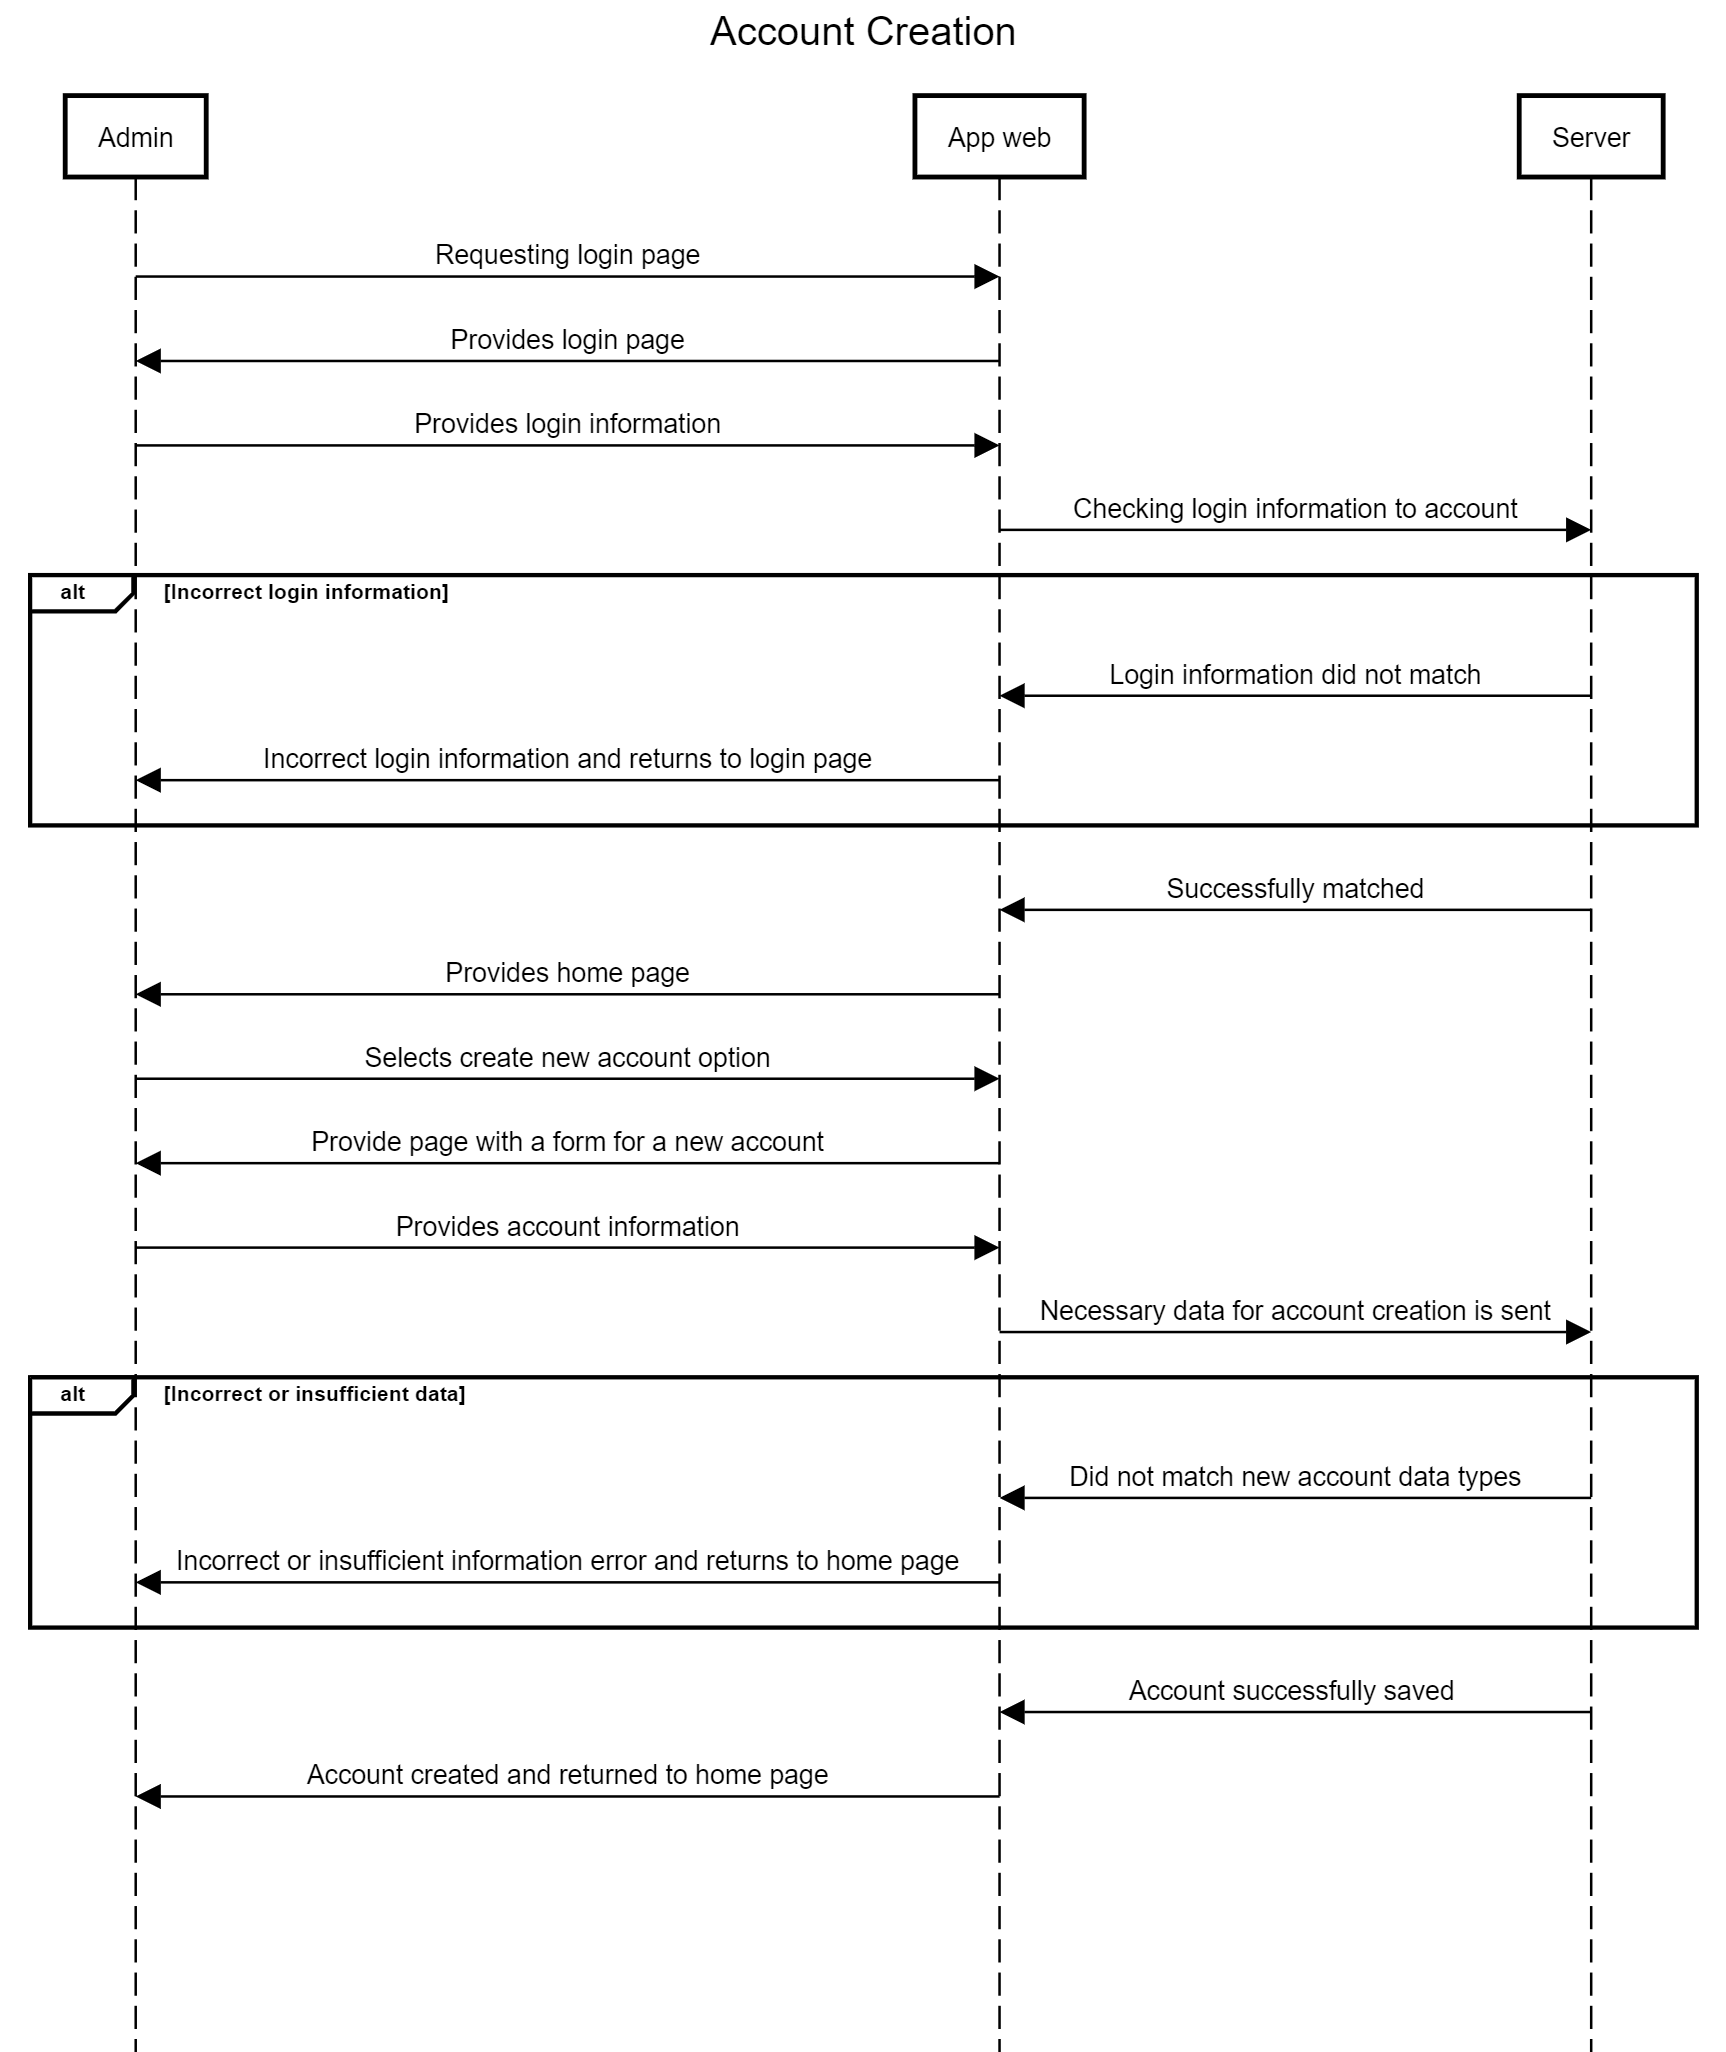 Account Creation
Admin
App web
Server
Requesting login page
Provides login page
Provides login information
Checking login information to account
alt
[Incorrect login information]
Login information did not match
Incorrect login information and returns to login page
Successfully matched
Provides home page
Selects create new account option
Provide page with a form for a new account
Provides account information
Necessary data for account creation is sent
alt
[Incorrect or insufficient data]
Did not match new account data types
Incorrect or insufficient information error and returns to home page
Account successfully saved
Account created and returned to home page